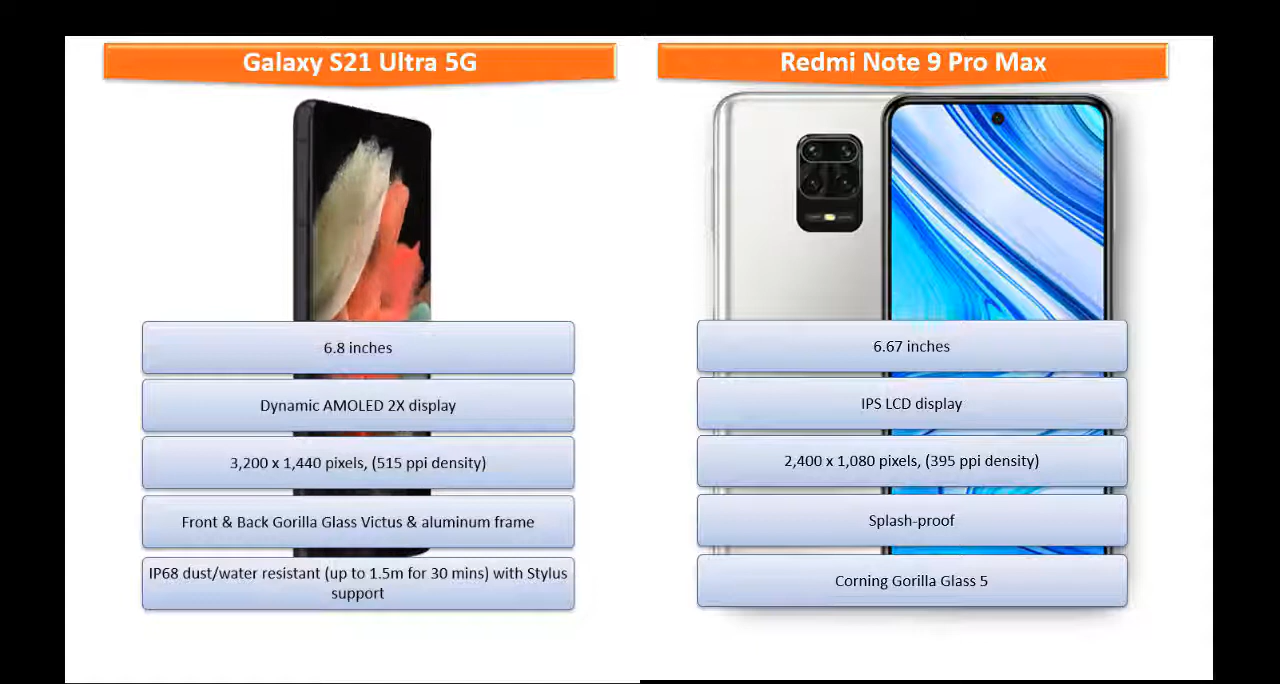 Galaxy S21 Ultra 5G
6.8 inches
Dynamic AMOLED 2X display
3,200 x 1,440 pixels, (515 ppi density)
Front & Back Gorilla Glass Victus & aluminum frame
IP68 dust/water resistant (up to 1.5m for 30 mins) with Stylus
support
Redmi Note 9 Pro Max
6.67 inches
IPS LCD display
2,400 x 1,080 pixels, (395 ppi density)
Splash-proof
Corning Gorilla Glass 5